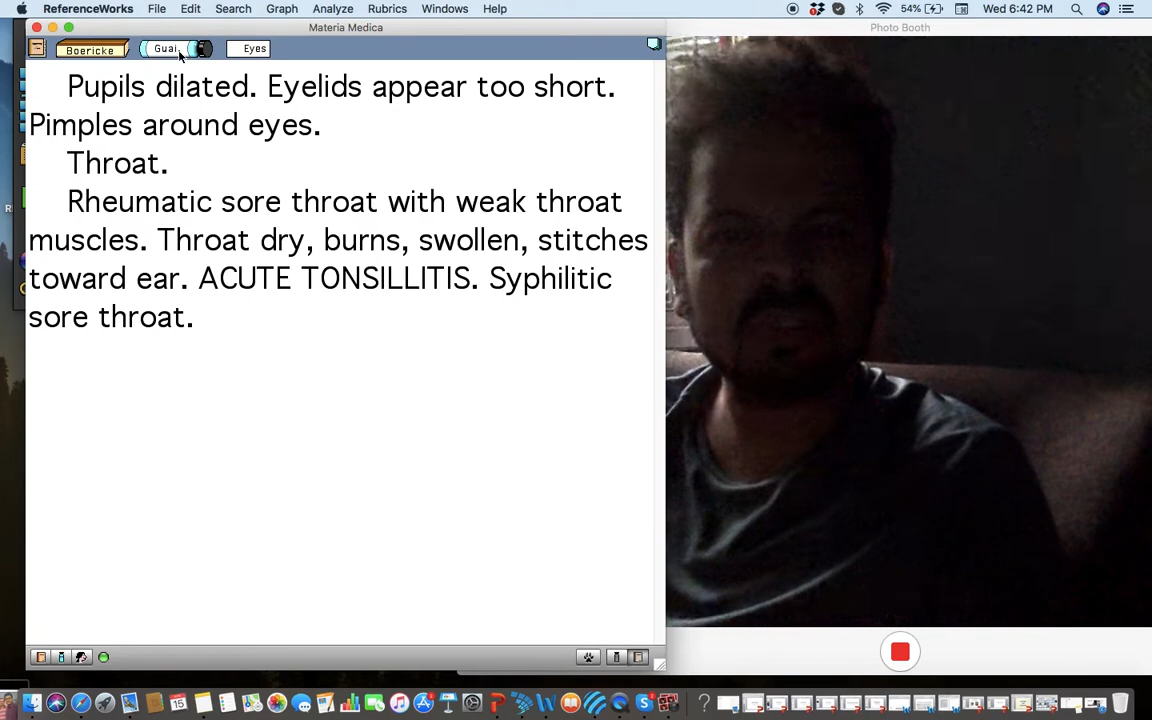 ReferenceWorks File Edit Search Graph Analyze Rubrics Windows Help 54% Wed 6:42 PM
Materia Medica
Photo Booth
Boericke Guai. Eyes
Pupils dilated. Eyelids appear too short.
Pimples around eyes.
Throat.
Rheumatic sore throat with weak throat
muscles. Throat dry, burns, swollen, stitches
toward ear. ACUTE TONSILLITIS. Syphilitic
sore throat.